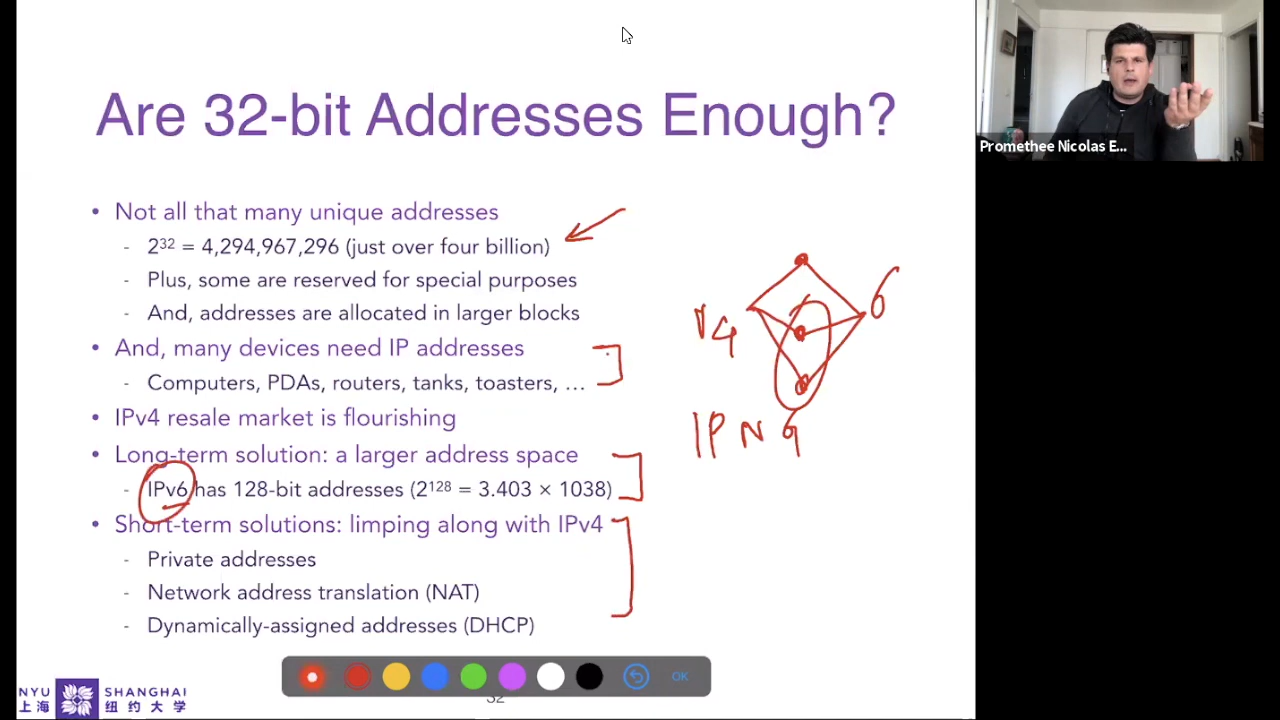 Are 32-bit Addresses Enough?
Promethee Nicolas E...
• Not all that many unique addresses
- 2³² = 4,294,967,296 (just over four billion)
- Plus, some are reserved for special purposes
- And, addresses are allocated in larger blocks
• And, many devices need IP addresses
- Computers, PDAs, routers, tanks, toasters, …
• IPv4 resale market is flourishing
• Long-term solution: a larger address space
- IPv6 has 128-bit addresses (2¹²⁸ = 3.403 × 1038)
• Short-term solutions: limping along with IPv4
- Private addresses
- Network address translation (NAT)
- Dynamically-assigned addresses (DHCP)
v4
6
IPN9
OK
32
NYU SHANGHAI
上海 纽约大学